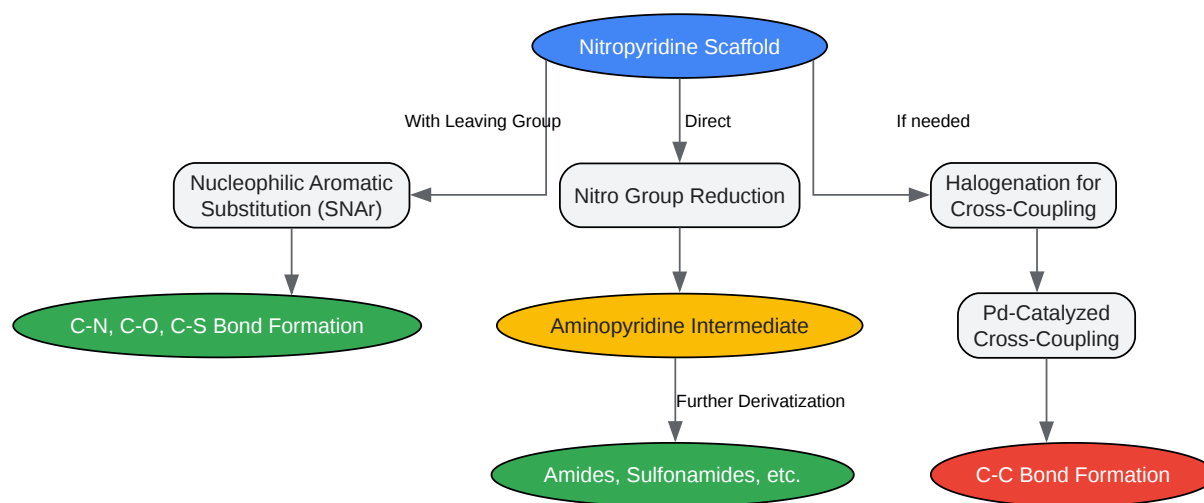 Nitropyridine Scaffold
With Leaving Group
Direct
If needed
Nucleophilic Aromatic
Substitution (SNAr)
Nitro Group Reduction
Halogenation for
Cross-Coupling
C-N, C-O, C-S Bond Formation
Aminopyridine Intermediate
Pd-Catalyzed
Cross-Coupling
Further Derivatization
Amides, Sulfonamides, etc.
C-C Bond Formation